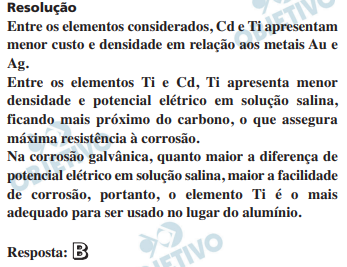 Resolução
Entre os elementos considerados, Cd e Ti apresentam
menor custo e densidade em relação aos metais Au e
Ag.
Entre os elementos Ti e Cd, Ti apresenta menor
densidade e potencial elétrico em solução salina,
ficando mais próximo do carbono, o que assegura
máxima resistência à corrosão.
Na corrosão galvânica, quanto maior a diferença de
potencial elétrico em solução salina, maior a facilidade
de corrosão, portanto, o elemento Ti é o mais
adequado para ser usado no lugar do alumínio.
Resposta: B
OBJETIVO
OBJETIVO
OBJETIVO